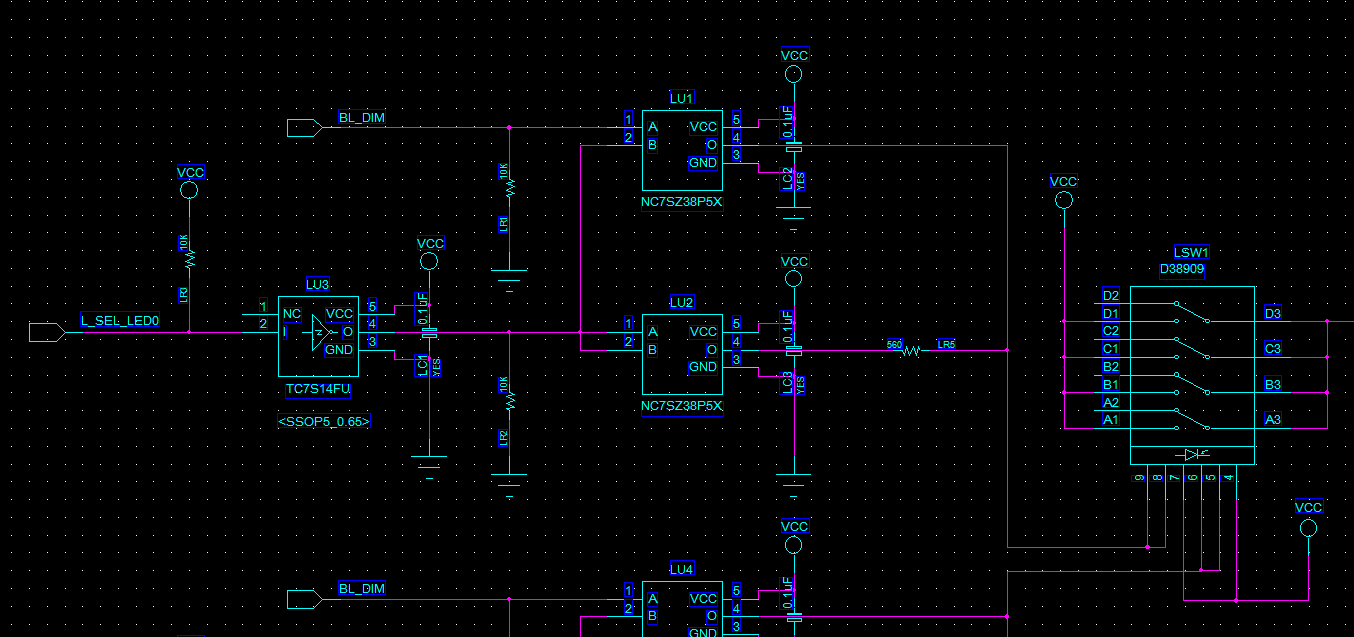 VCC
LU1
BL_DIM
1
2
A
B
VCC
O
GND
5
4
3
0.1uF
LC2
YES
NC7SZ38P5X
10K
LR1
VCC
10K
LR3
L_SEL_LED0
VCC
LU3
1
2
NC
I
VCC
O
GND
5
4
3
0.1uF
LC1
YES
TC7S14FU
<SSOP5_0.65>
10K
LR2
VCC
LU2
1
2
A
B
VCC
O
GND
5
4
3
0.1uF
LC3
YES
NC7SZ38P5X
560
LR5
VCC
LSW1
D38909
D2
D1
C2
C1
B2
B1
A2
A1
D3
C3
B3
A3
9
8
7
6
5
4
VCC
VCC
LU4
BL_DIM
1
2
A
B
VCC
O
GND
5
4
3
0.1uF